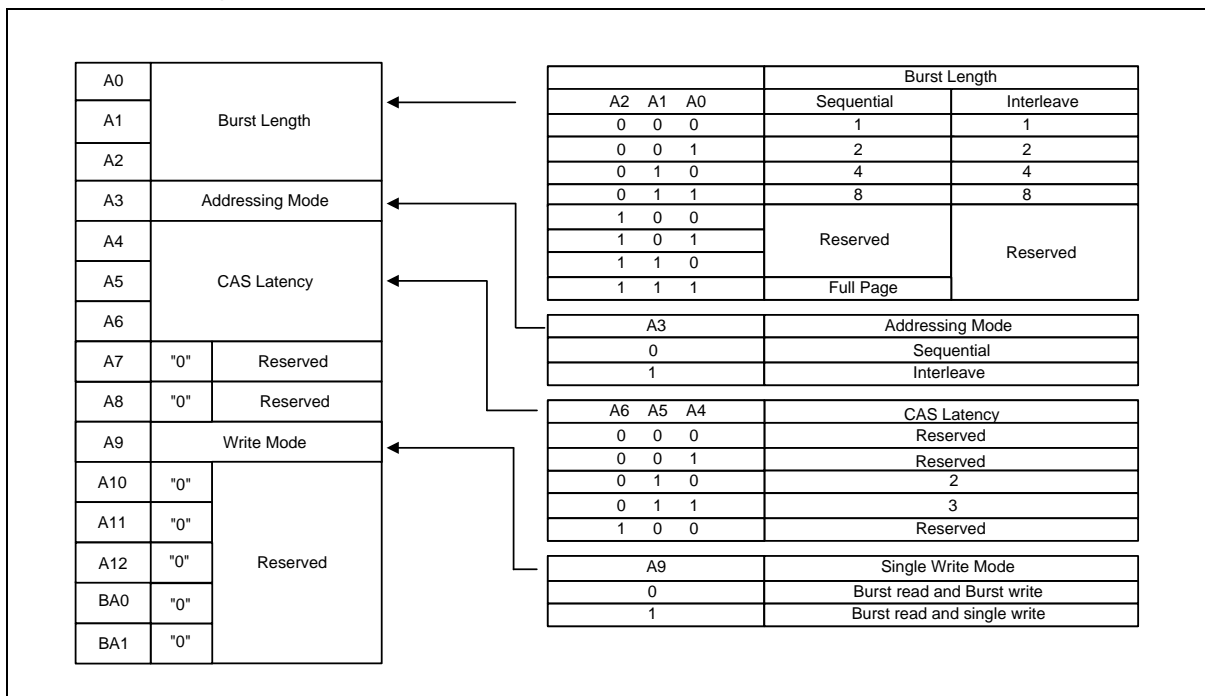 A0
A1
A2
Burst Length
A3
Addressing Mode
A4
A5
A6
CAS Latency
A7 "0" Reserved
A8 "0" Reserved
A9 Write Mode
A10 "0"
A11 "0"
A12 "0"
BA0 "0"
BA1 "0"
Reserved
Burst Length
A2 A1 A0 Sequential Interleave
0 0 0 1 1
0 0 1 2 2
0 1 0 4 4
0 1 1 8 8
1 0 0
1 0 1
1 1 0
Reserved
Reserved
1 1 1 Full Page
A3 Addressing Mode
0 Sequential
1 Interleave
A6 A5 A4 CAS Latency
0 0 0 Reserved
0 0 1 Reserved
0 1 0 2
0 1 1 3
1 0 0 Reserved
A9 Single Write Mode
0 Burst read and Burst write
1 Burst read and single write